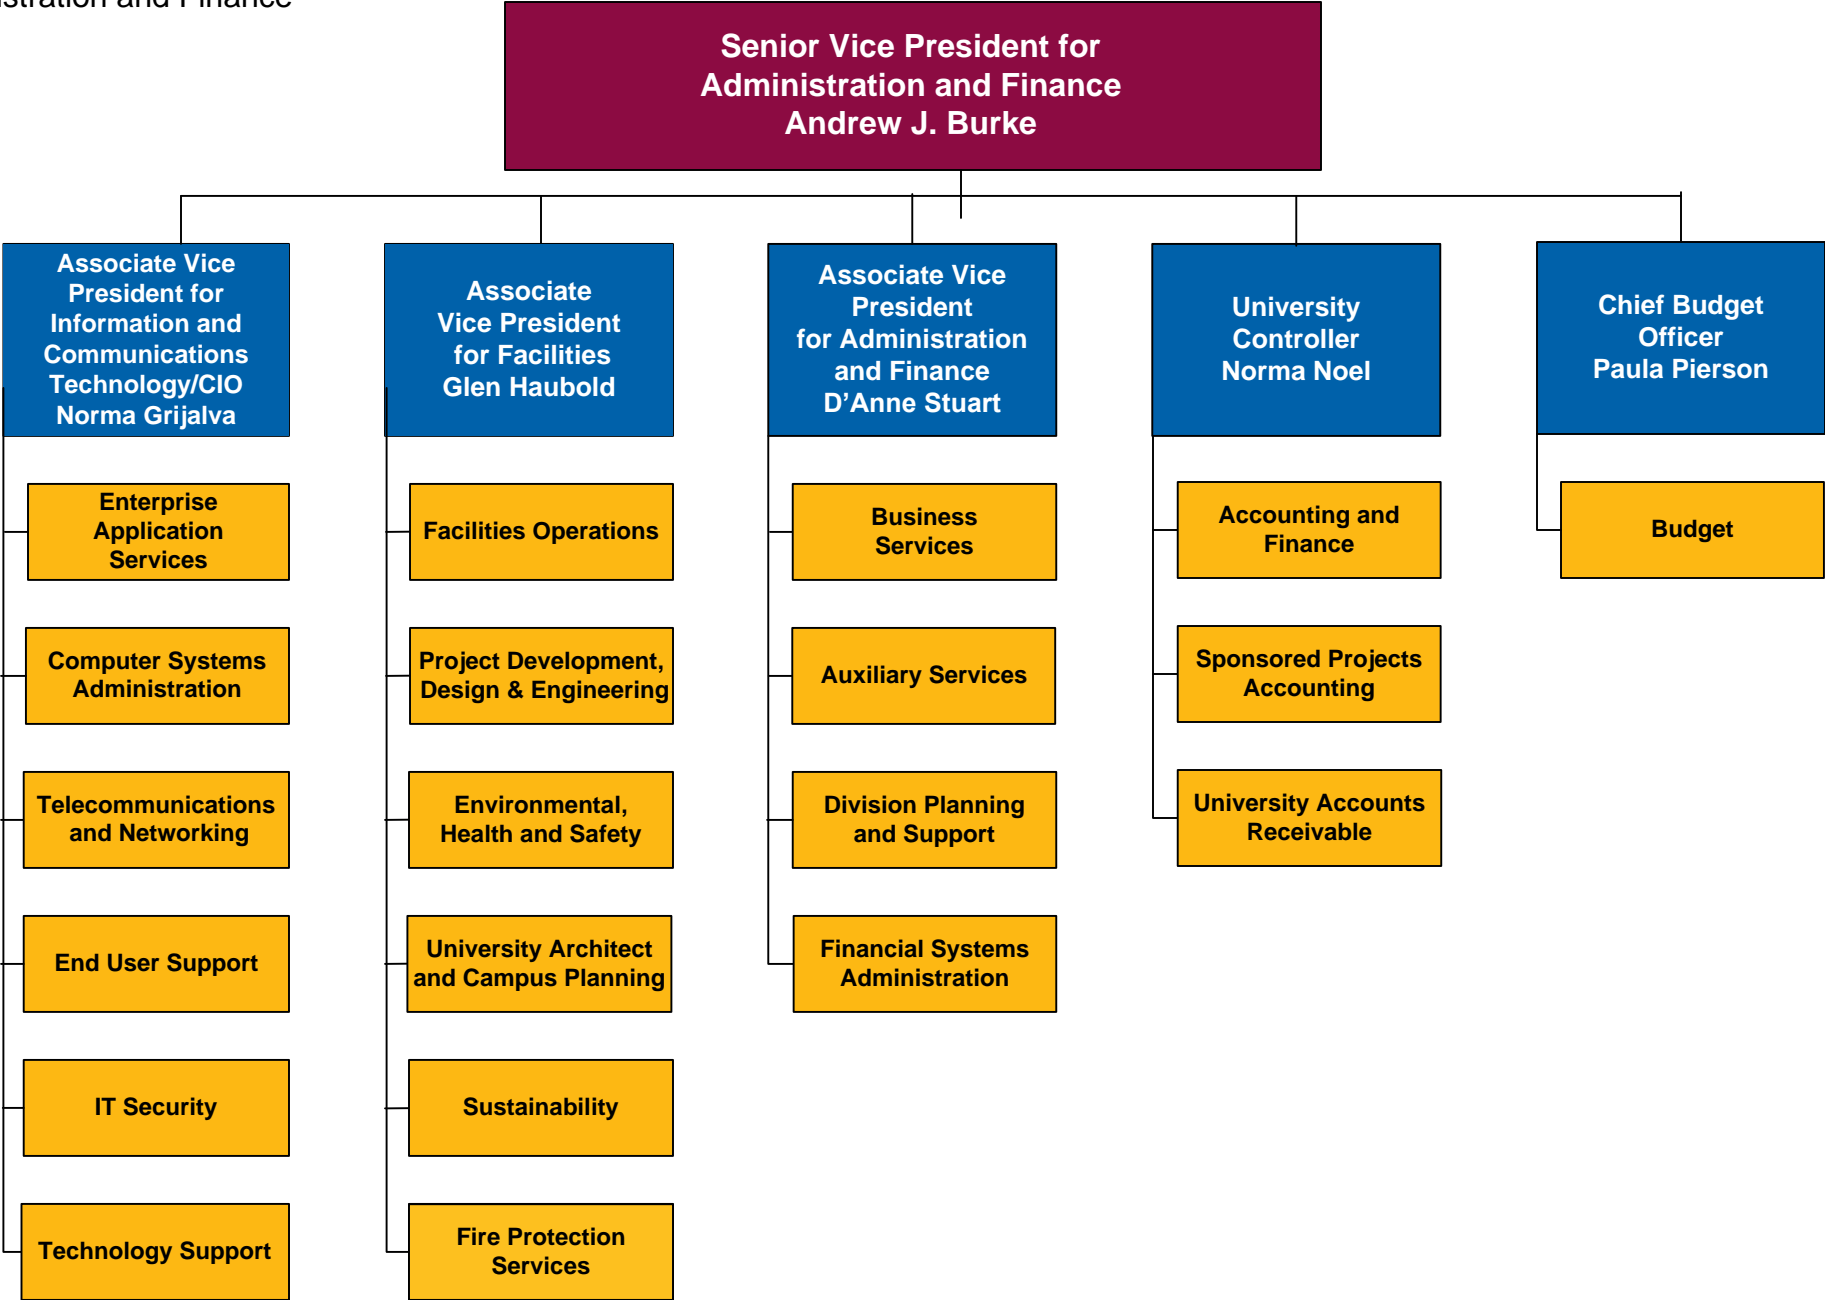 and Finance
Senior Vice President for
Administration and Finance
Andrew J. Burke
Associate Vice
President for
Information and
Communications
Technology/CIO
Norma Grijalva
Enterprise
Application
Services
Computer Systems
Administration
Telecommunications
and Networking
End User Support
IT Security
Technology Support
Associate
Vice President
for Facilities
Glen Haubold
Facilities Operations
Project Development,
Design & Engineering
Environmental,
Health and Safety
University Architect
and Campus Planning
Sustainability
Fire Protection
Services
Associate Vice
President
for Administration
and Finance
D’Anne Stuart
Business
Services
Auxiliary Services
Division Planning
and Support
Financial Systems
Administration
University
Controller
Norma Noel
Accounting and
Finance
Sponsored Projects
Accounting
University Accounts
Receivable
Chief Budget
Officer
Paula Pierson
Budget